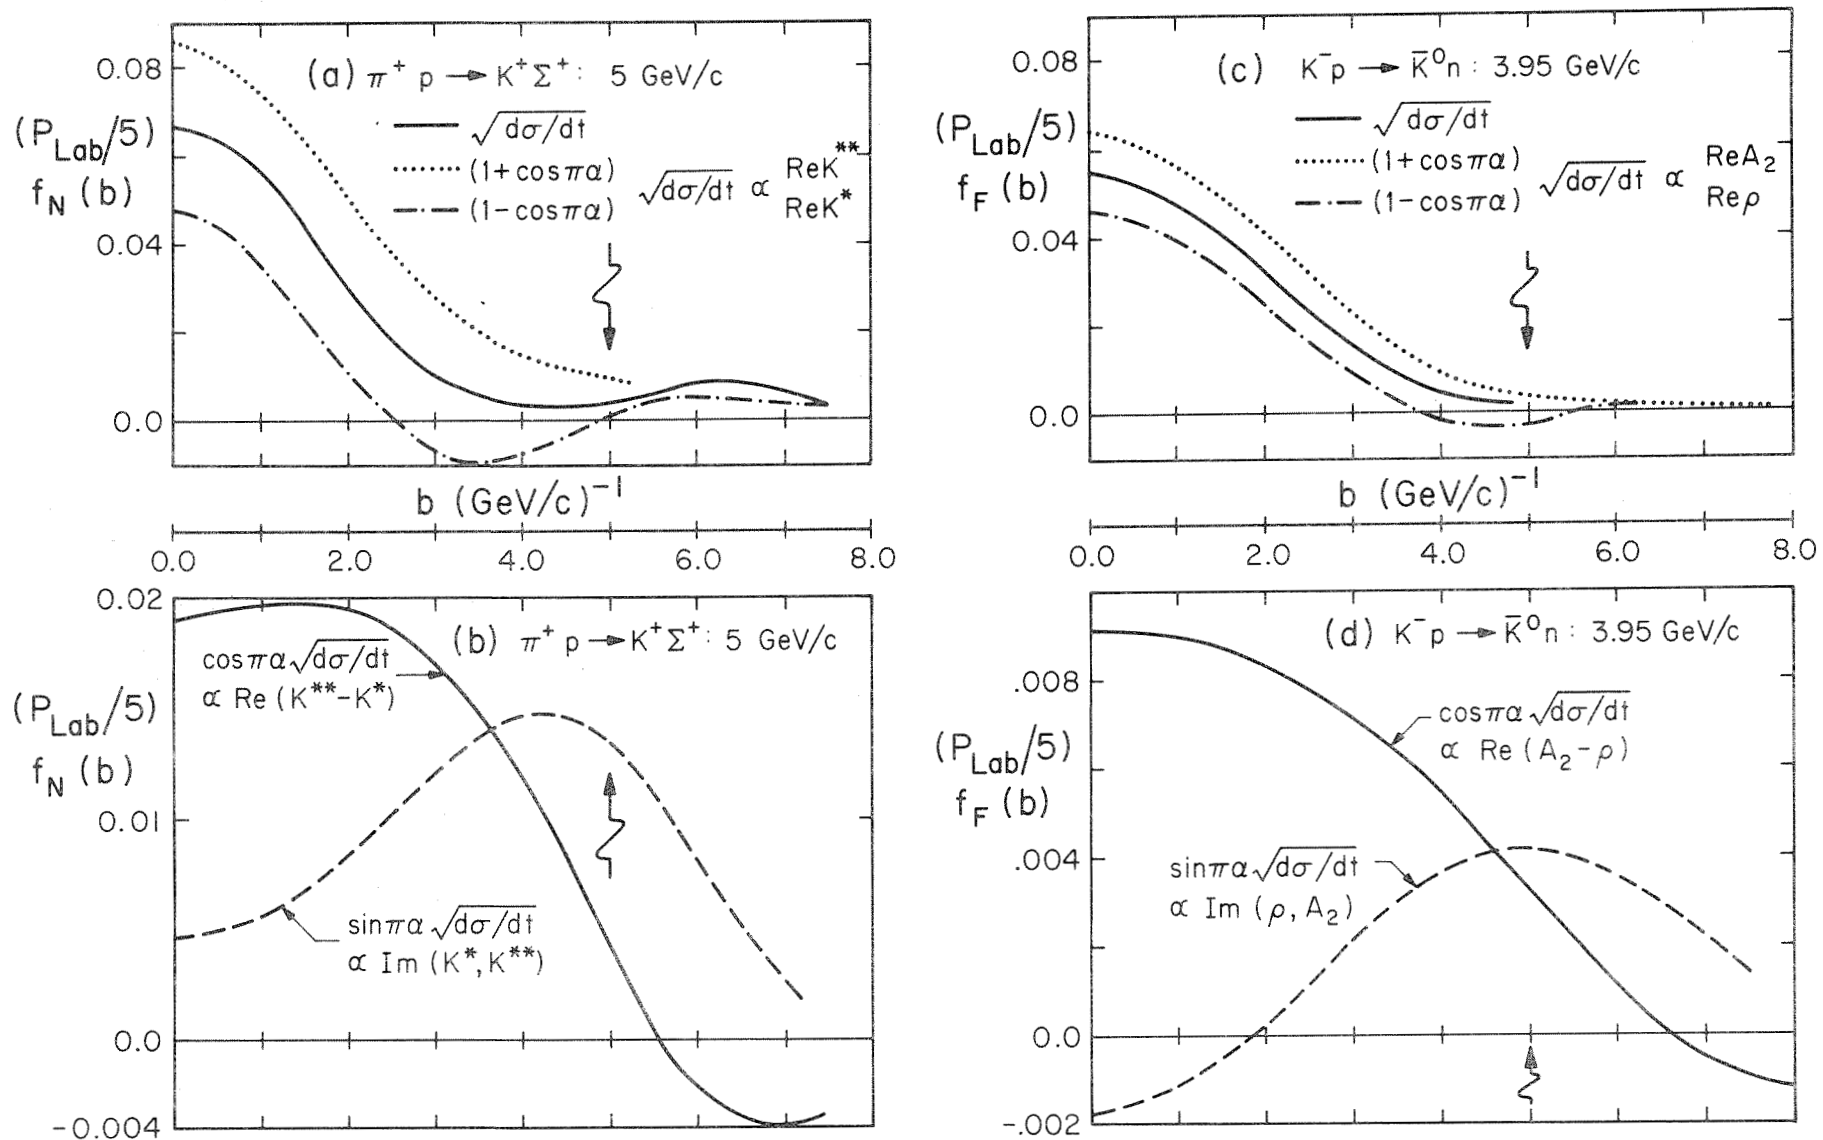 (a) π⁺ p → K⁺Σ⁺: 5 GeV/c
√dσ/dt
(1+cosπα)
(1-cosπα)
√dσ/dt ∝
ReK**
ReK*
(P_Lab/5)
f_N (b)
0.08
0.04
0.0
b (GeV/c)⁻¹
0.0 2.0 4.0 6.0 8.0
(b) π⁺ p → K⁺Σ⁺: 5 GeV/c
cosπα√dσ/dt
∝ Re (K**-K*)
sinπα√dσ/dt
∝ Im (K*,K**)
(P_Lab/5)
f_N (b)
0.02
0.01
0.0
-0.004
(c) K⁻p → K̄⁰n: 3.95 GeV/c
√dσ/dt
(1+cosπα)
(1-cosπα)
√dσ/dt ∝
ReA₂
Reρ
(P_Lab/5)
f_F (b)
0.08
0.04
0.0
b (GeV/c)⁻¹
0.0 2.0 4.0 6.0 8.0
(d) K⁻p → K̄⁰n: 3.95 GeV/c
cosπα√dσ/dt
∝ Re (A₂-ρ)
sinπα√dσ/dt
∝ Im (ρ, A₂)
(P_Lab/5)
f_F (b)
.008
.004
0.0
-.002